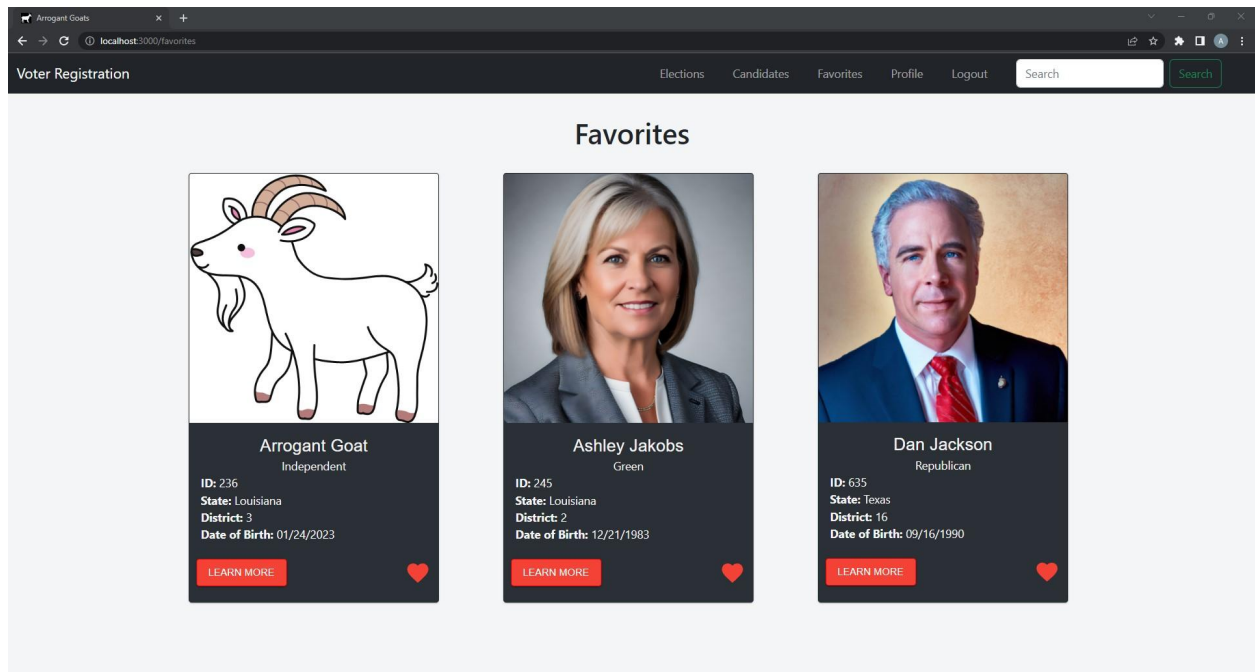 Arrogant Goats
localhost:3000/favorites
A
Voter Registration
Elections Candidates Favorites Profile Logout Search Search
Favorites
Arrogant Goat
Independent
ID: 236
State: Louisiana
District: 3
Date of Birth: 01/24/2023
LEARN MORE
Ashley Jakobs
Green
ID: 245
State: Louisiana
District: 2
Date of Birth: 12/21/1983
LEARN MORE
Dan Jackson
Republican
ID: 635
State: Texas
District: 16
Date of Birth: 09/16/1990
LEARN MORE